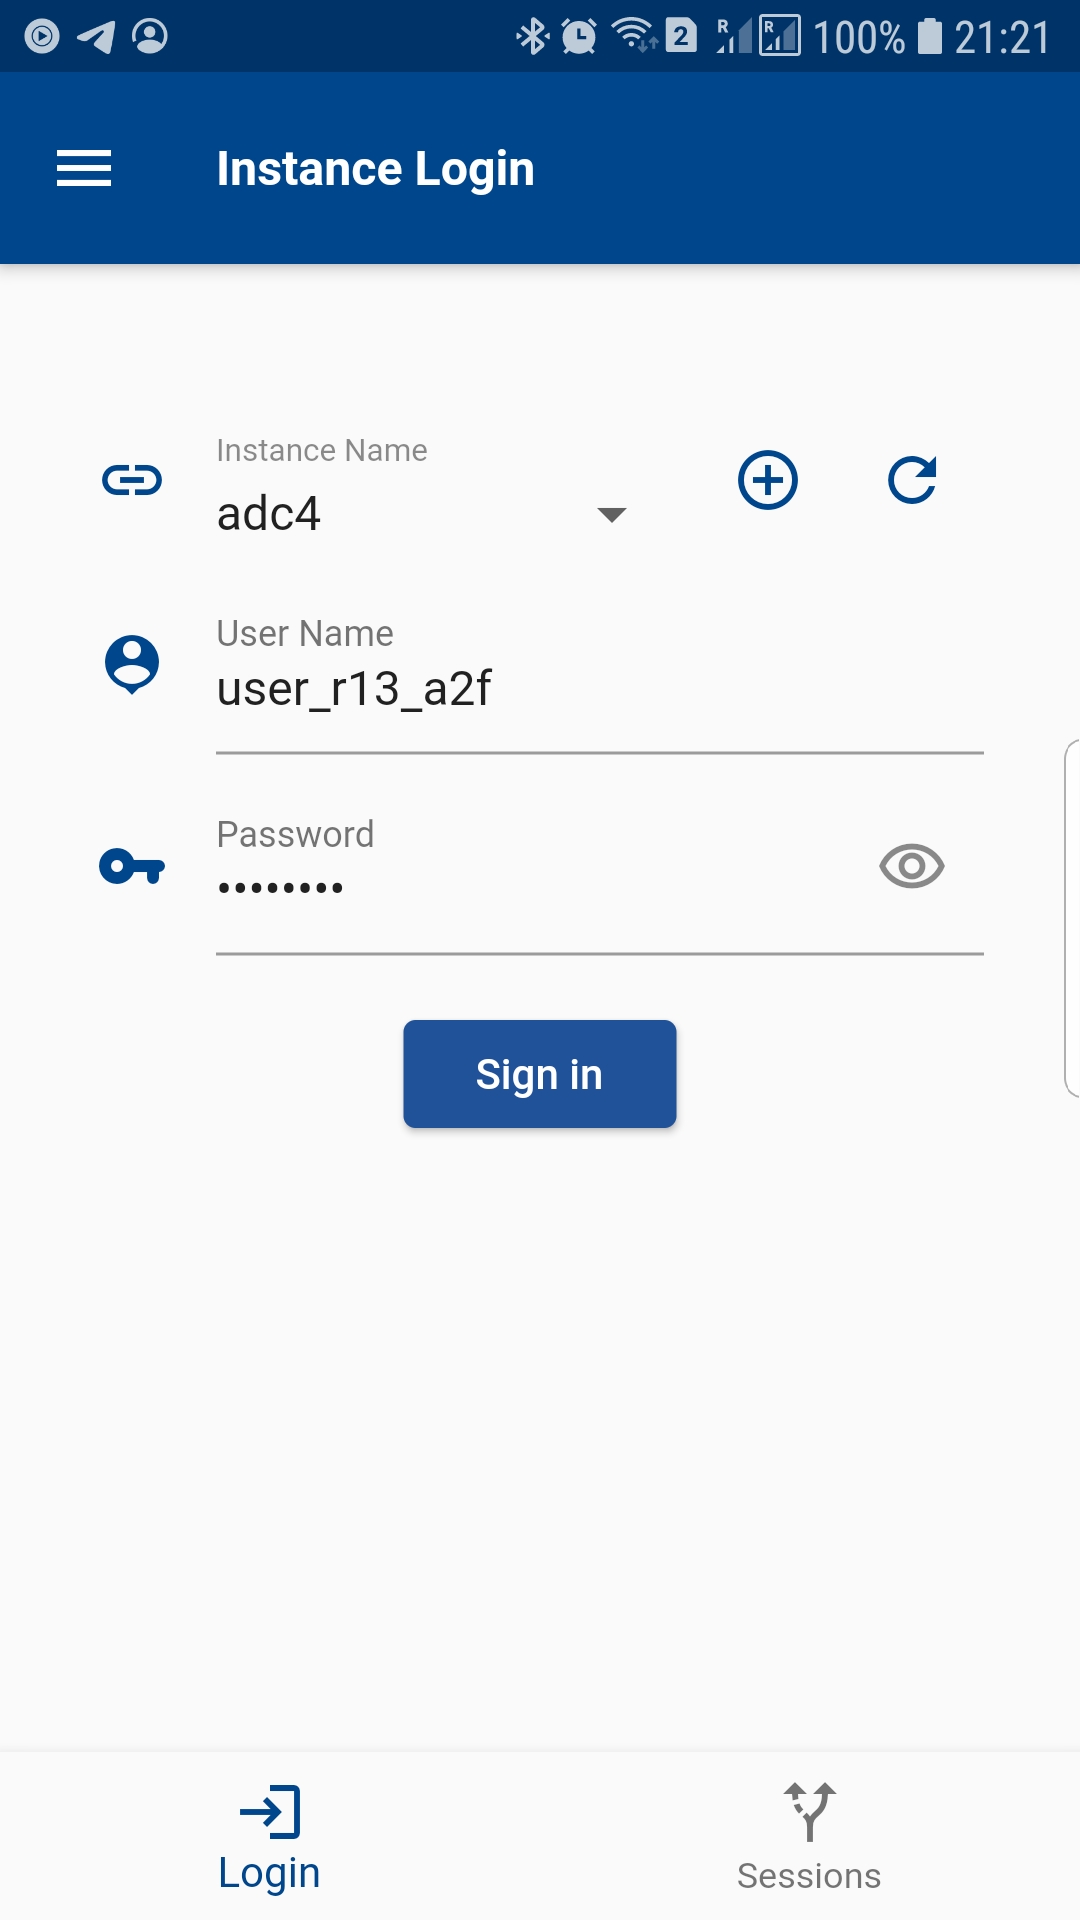 2 R R 100% 21:21
Instance Login
Instance Name
adc4
User Name
user_r13_a2f
Password
••••••••
Sign in
Login
Sessions